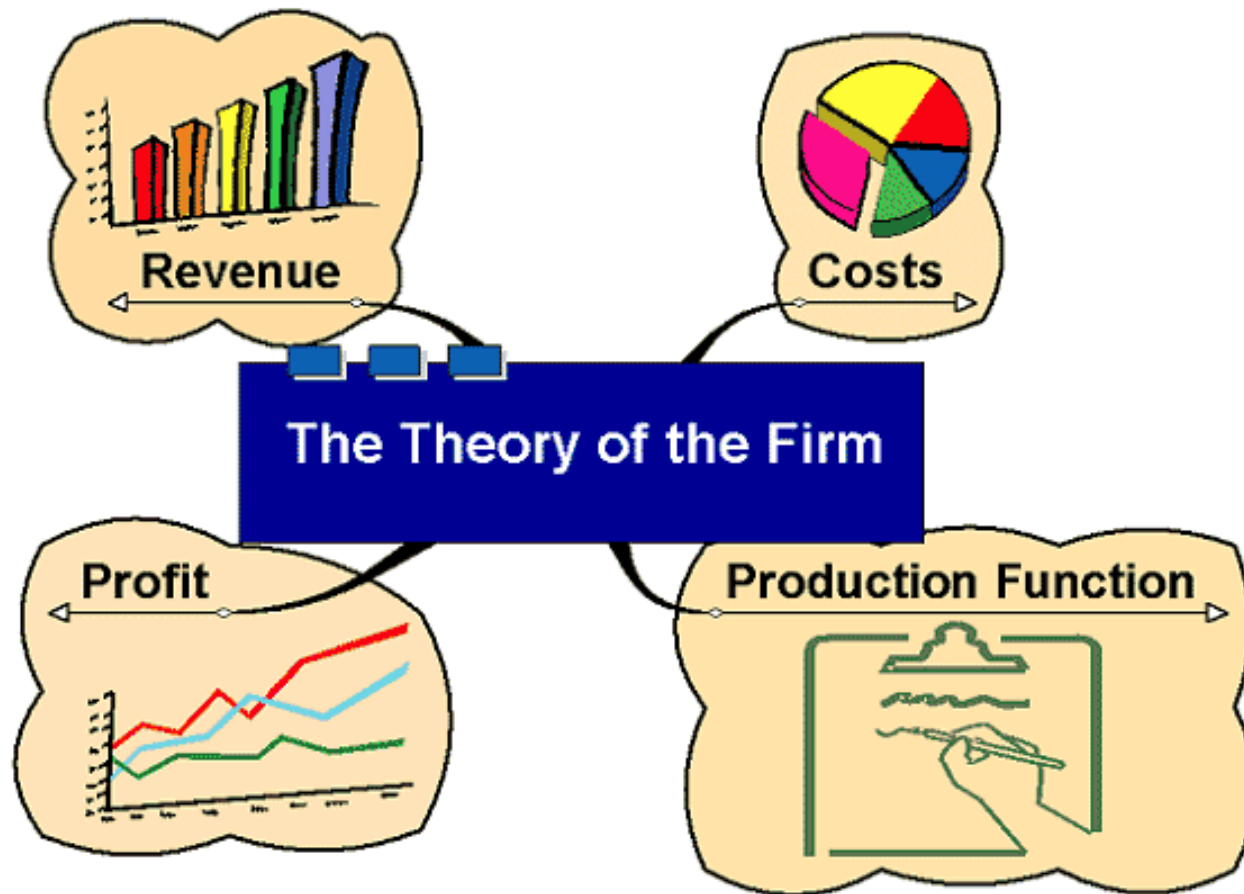 Revenue
Costs
The Theory of the Firm
Profit
Production Function